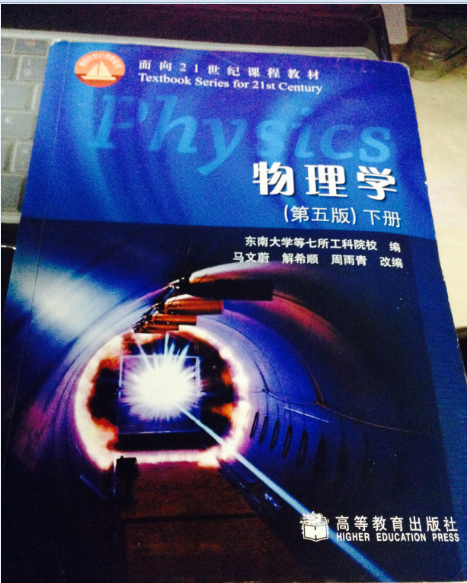 面向21世纪课程教材
Textbook Series for 21st Century
Physics
物理学
(第五版) 下册
东南大学等七所工科院校 编
马文蔚 解希顺 周雨青 改编
高等教育出版社
HIGHER EDUCATION PRESS